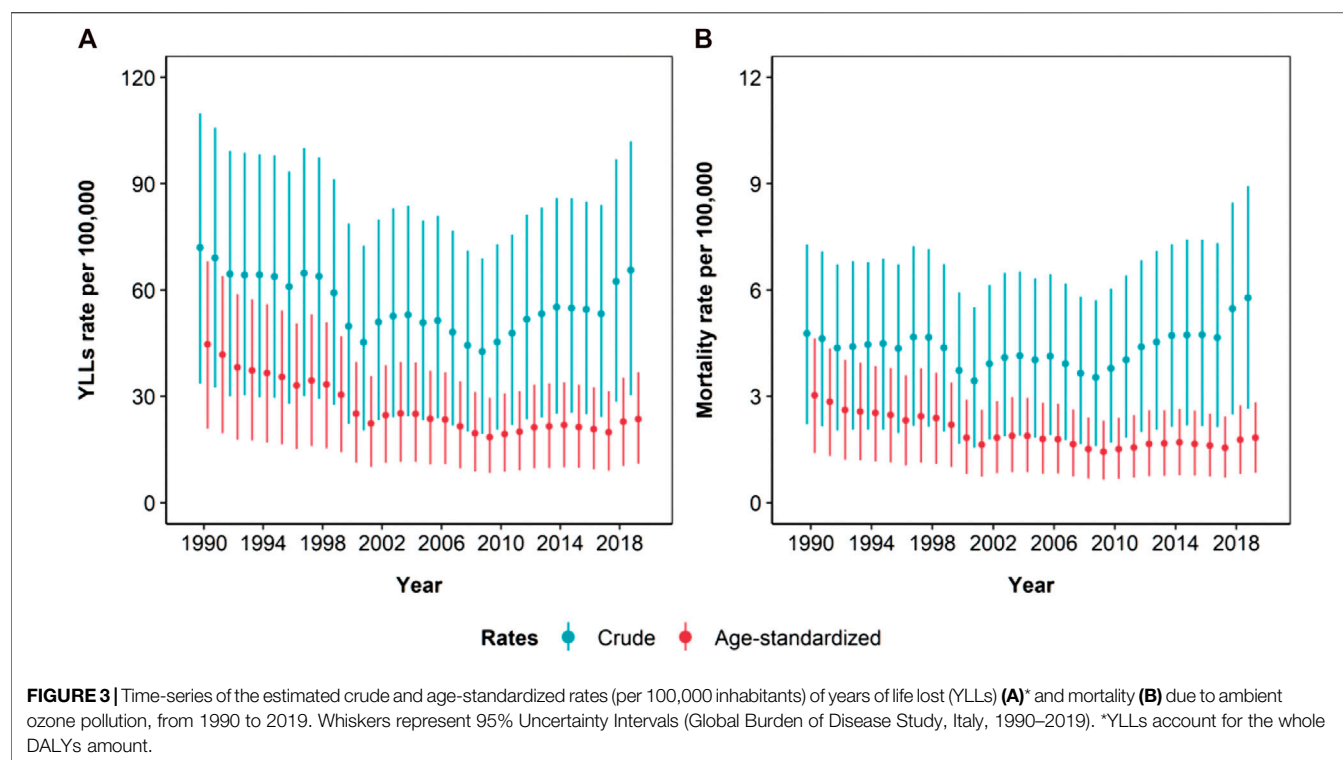 A
YLLs rate per 100,000
120
90
60
30
0
1990 1994 1998 2002 2006 2010 2014 2018
Year
B
Mortality rate per 100,000
12
9
6
3
0
1990 1994 1998 2002 2006 2010 2014 2018
Year
Rates Crude Age-standardized
FIGURE 3 | Time-series of the estimated crude and age-standardized rates (per 100,000 inhabitants) of years of life lost (YLLs) (A)* and mortality (B) due to ambient
ozone pollution, from 1990 to 2019. Whiskers represent 95% Uncertainty Intervals (Global Burden of Disease Study, Italy, 1990–2019). *YLLs account for the whole
DALYs amount.